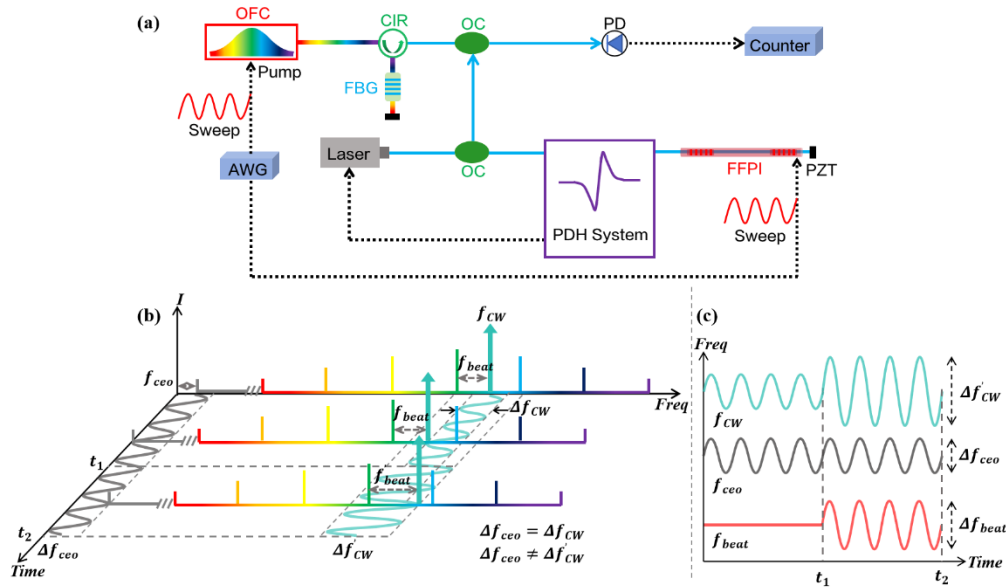 (a)
OFC
CIR
OC
PD
Counter
Pump
FBG
Sweep
AWG
Laser
OC
FFPI
PZT
PDH System
Sweep
(b)
I
f_CW
f_ceo
f_beat
Freq
f_beat
Δf_CW
t_1
f_beat
t_2
Δf_ceo
Δf'_CW
Time
Δf_ceo = Δf_CW
Δf_ceo ≠ Δf'_CW
(c)
Freq
Δf'_CW
f_CW
Δf_ceo
f_ceo
Δf_beat
f_beat
Time
t_1
t_2